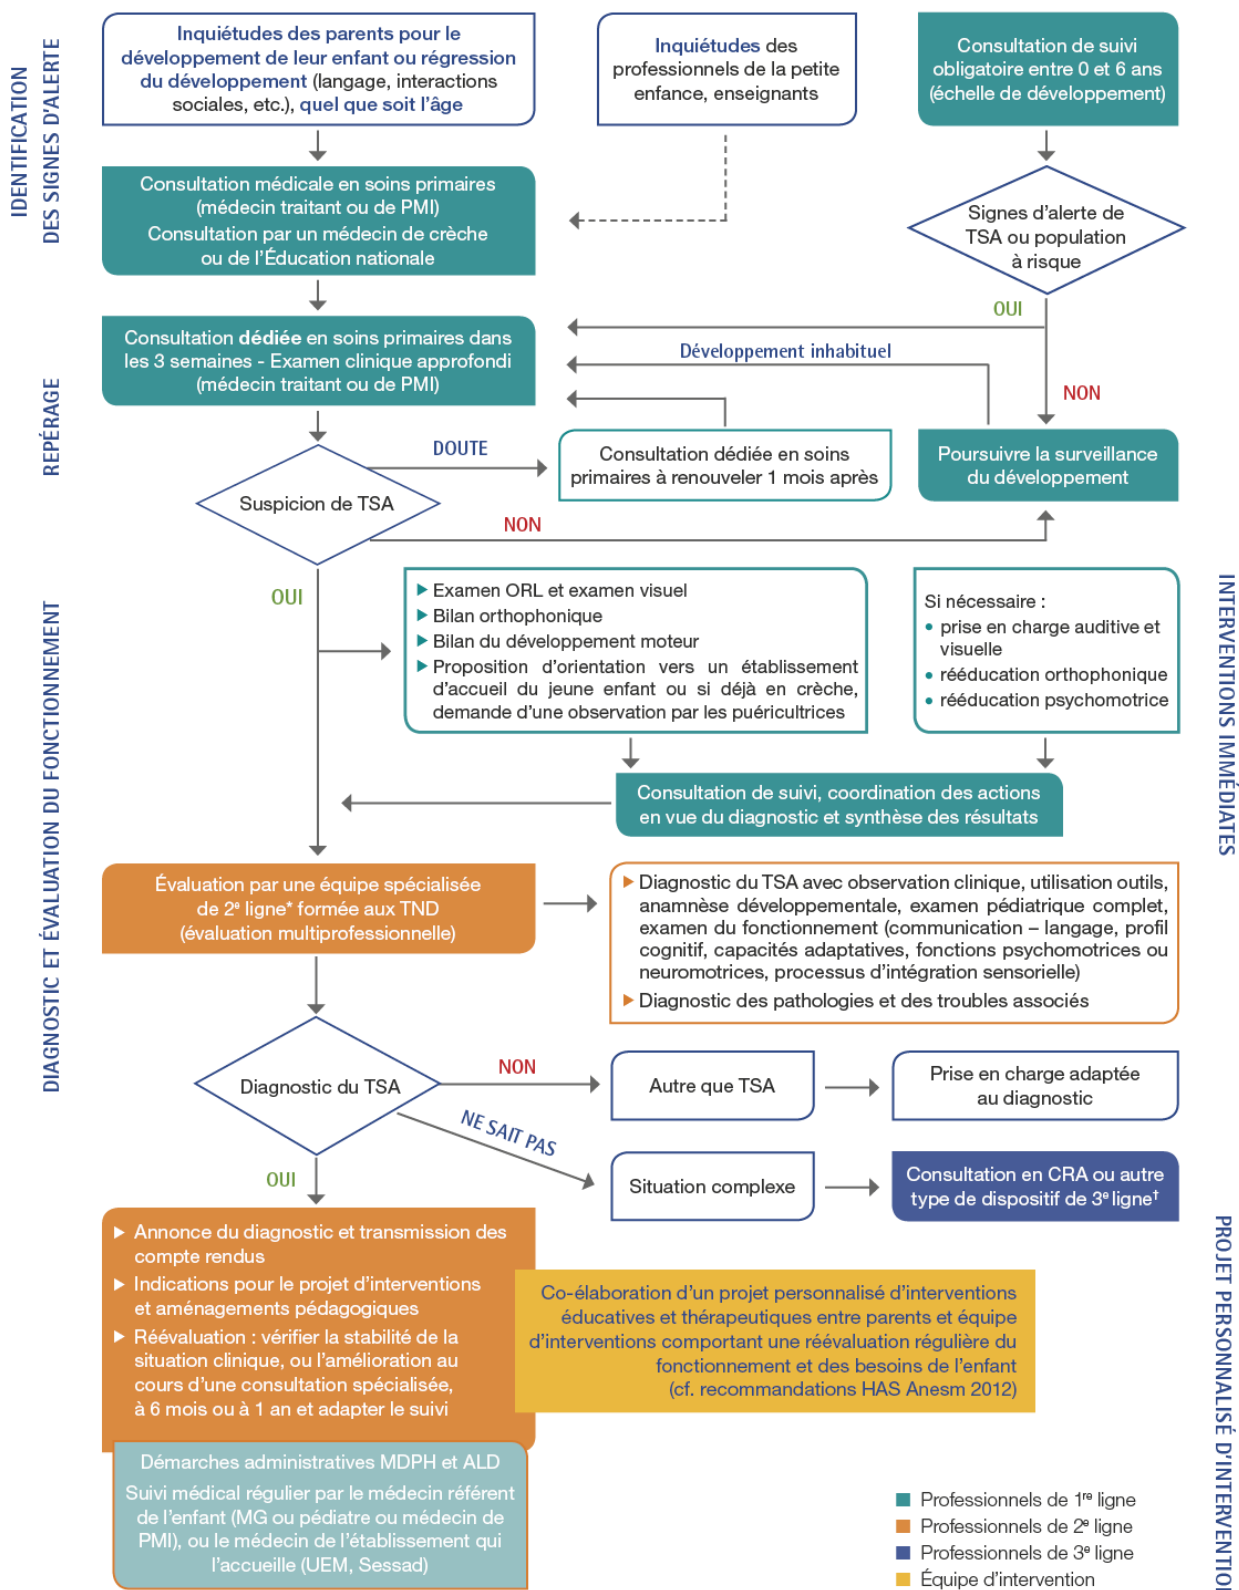 IDENTIFICATION
DES SIGNES D'ALERTE
Inquiétudes des parents pour le
développement de leur enfant ou régression
du développement (langage, interactions
sociales, etc.), quel que soit l'âge
Inquiétudes des
professionnels de la petite
enfance, enseignants
Consultation de suivi
obligatoire entre 0 et 6 ans
(échelle de développement)
Consultation médicale en soins primaires
(médecin traitant ou de PMI)
Consultation par un médecin de crèche
ou de l'Éducation nationale
Signes d'alerte de
TSA ou population
à risque
OUI
NON
REPÉRAGE
Consultation dédiée en soins primaires dans
les 3 semaines - Examen clinique approfondi
(médecin traitant ou de PMI)
Développement inhabituel
DOUTE
Consultation dédiée en soins
primaires à renouveler 1 mois après
Poursuivre la surveillance
du développement
Suspicion de TSA
NON
OUI
DIAGNOSTIC ET ÉVALUATION DU FONCTIONNEMENT
▶ Examen ORL et examen visuel
▶ Bilan orthophonique
▶ Bilan du développement moteur
▶ Proposition d'orientation vers un établissement
d'accueil du jeune enfant ou si déjà en crèche,
demande d'une observation par les puéricultrices
Si nécessaire :
• prise en charge auditive et
visuelle
• rééducation orthophonique
• rééducation psychomotrice
INTERVENTIONS IMMÉDIATES
Consultation de suivi, coordination des actions
en vue du diagnostic et synthèse des résultats
Évaluation par une équipe spécialisée
de 2e ligne* formée aux TND
(évaluation multiprofessionnelle)
▶ Diagnostic du TSA avec observation clinique, utilisation outils,
anamnèse développementale, examen pédiatrique complet,
examen du fonctionnement (communication – langage, profil
cognitif, capacités adaptatives, fonctions psychomotrices ou
neuromotrices, processus d'intégration sensorielle)
▶ Diagnostic des pathologies et des troubles associés
Diagnostic du TSA
NON
Autre que TSA
Prise en charge adaptée
au diagnostic
NE SAIT PAS
Situation complexe
Consultation en CRA ou autre
type de dispositif de 3e ligne†
OUI
▶ Annonce du diagnostic et transmission des
compte rendus
▶ Indications pour le projet d'interventions
et aménagements pédagogiques
▶ Réévaluation : vérifier la stabilité de la
situation clinique, ou l'amélioration au
cours d'une consultation spécialisée,
à 6 mois ou à 1 an et adapter le suivi
Co-élaboration d'un projet personnalisé d'interventions
éducatives et thérapeutiques entre parents et équipe
d'interventions comportant une réévaluation régulière du
fonctionnement et des besoins de l'enfant
(cf. recommandations HAS Anesm 2012)
PROJET PERSONNALISÉ D'INTERVENTION
Démarches administratives MDPH et ALD
Suivi médical régulier par le médecin référent
de l'enfant (MG ou pédiatre ou médecin de
PMI), ou le médecin de l'établissement qui
l'accueille (UEM, Sessad)
Professionnels de 1re ligne
Professionnels de 2e ligne
Professionnels de 3e ligne
Équipe d'intervention